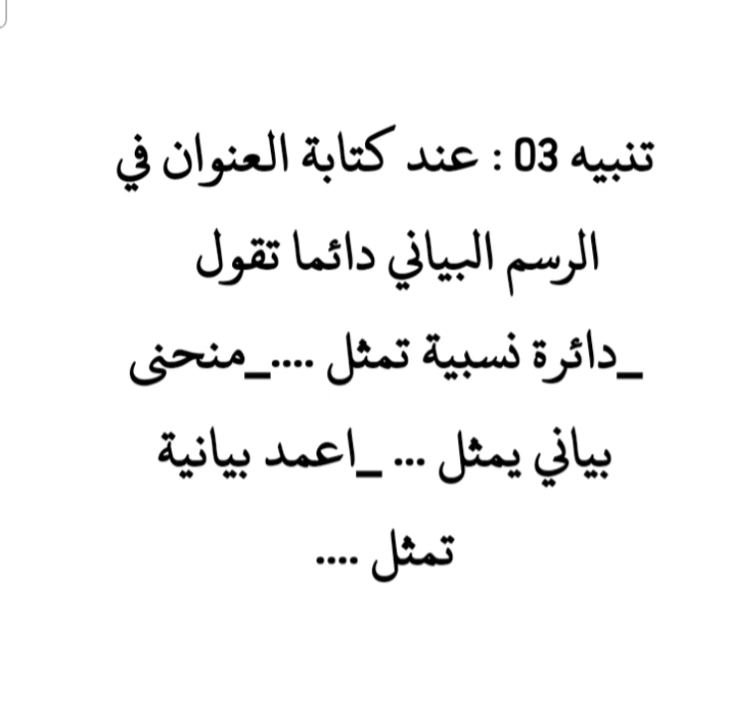 تنبيه 03 : عند كتابة العنوان في
الرسم البياني دائما تقول
_دائرة نسبية تمثل ...._منحنى
بياني يمثل ... _اعمد بيانية
تمثل ....